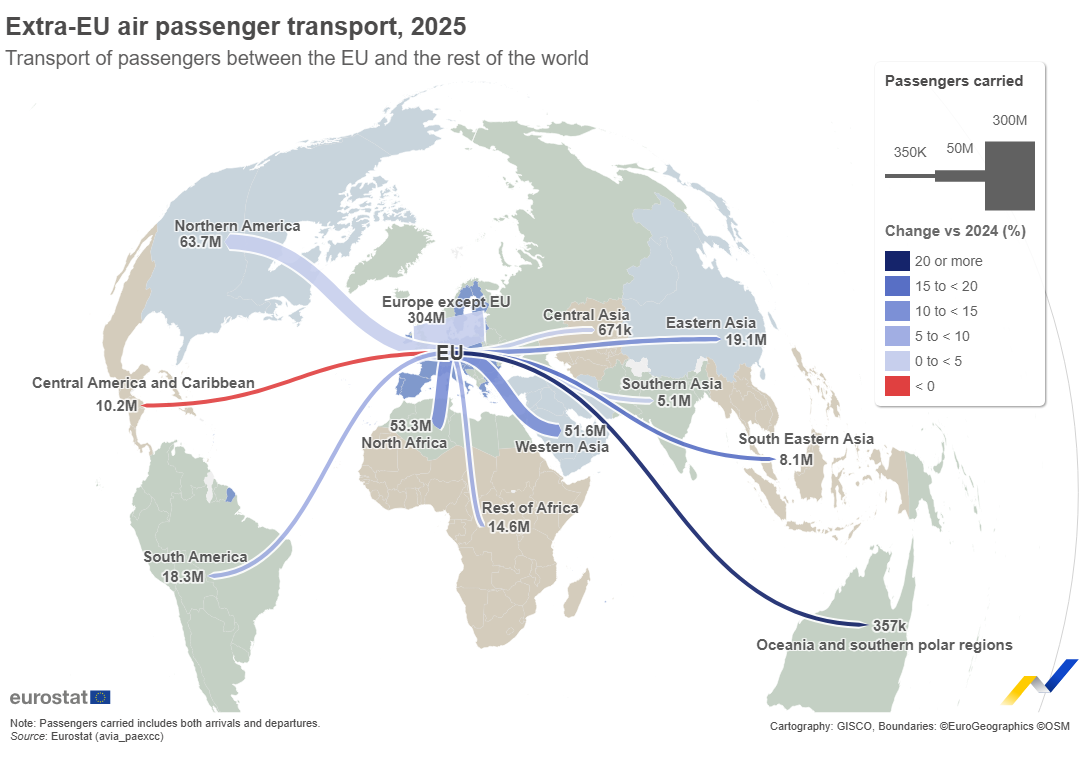 Extra-EU air passenger transport, 2025
Transport of passengers between the EU and the rest of the world
Passengers carried
300M
50M
350K
Change vs 2024 (%)
20 or more
15 to < 20
10 to < 15
5 to < 10
0 to < 5
< 0
Northern America
63.7M
Europe except EU
304M
Central Asia
671k
Eastern Asia
19.1M
EU
Central America and Caribbean
10.2M
Southern Asia
5.1M
53.3M
North Africa
51.6M
Western Asia
South Eastern Asia
8.1M
Rest of Africa
14.6M
South America
18.3M
357k
Oceania and southern polar regions
eurostat
Note: Passengers carried includes both arrivals and departures.
Source: Eurostat (avia_paexcc)
Cartography: GISCO, Boundaries: ©EuroGeographics ©OSM